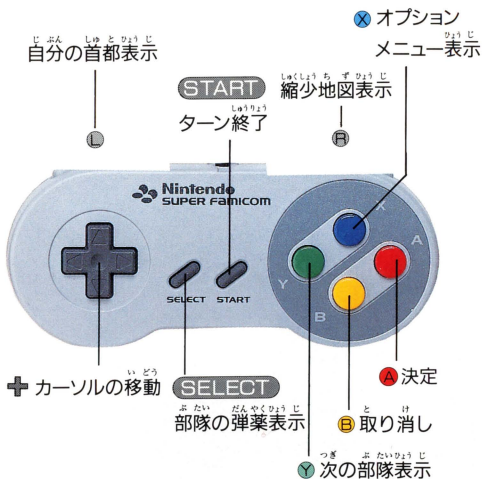 Ⓧ オプション
メニュー表示
自分の首都表示
START
ターン終了
縮少地図表示
Ⓛ
Ⓡ
Nintendo
SUPER FAMICOM
X
A
Y
B
SELECT
START
カーソルの移動
SELECT
部隊の弾薬表示
Ⓐ 決定
Ⓑ 取り消し
Ⓨ 次の部隊表示